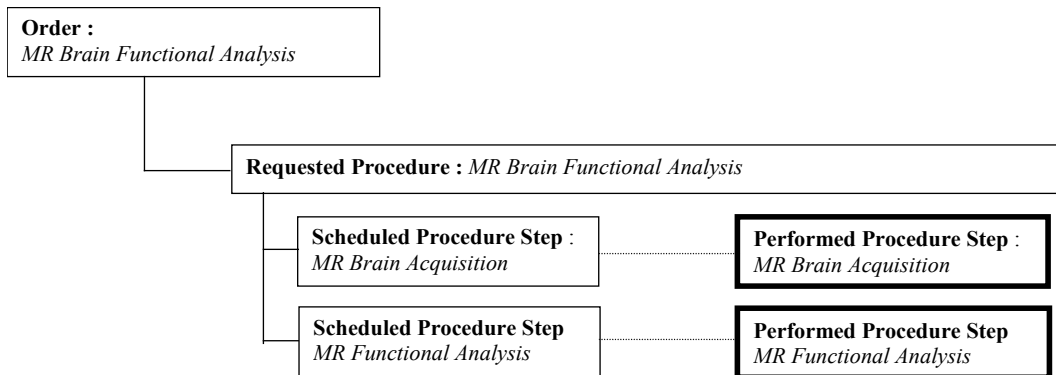 Order :
MR Brain Functional Analysis
Requested Procedure : MR Brain Functional Analysis
Scheduled Procedure Step :
MR Brain Acquisition
Performed Procedure Step :
MR Brain Acquisition
Scheduled Procedure Step
MR Functional Analysis
Performed Procedure Step
MR Functional Analysis